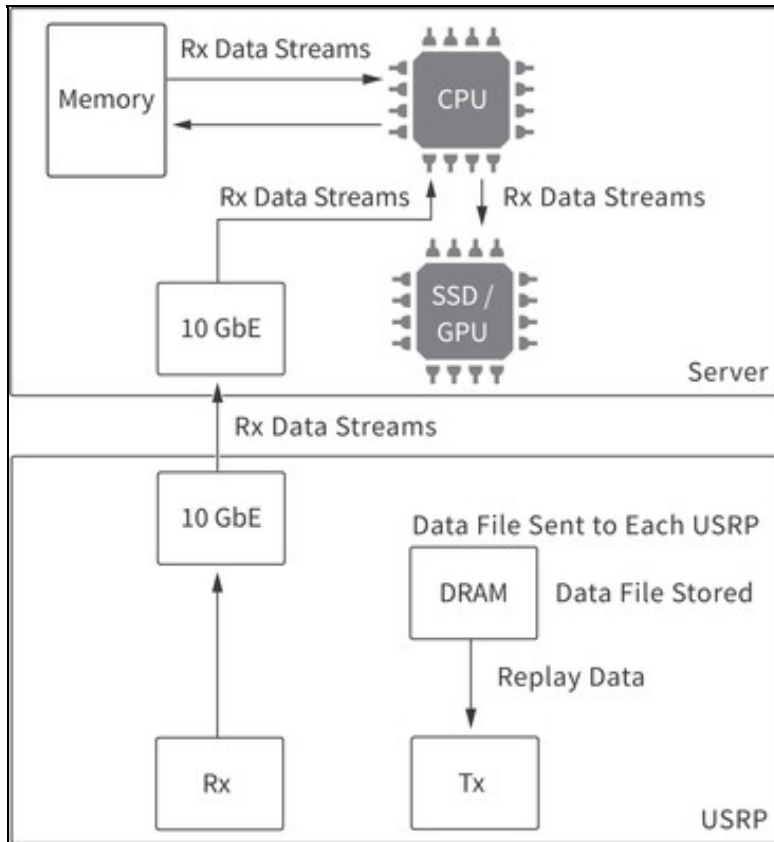 Rx Data Streams
Memory
CPU
Rx Data Streams
Rx Data Streams
10 GbE
SSD /
GPU
Server
Rx Data Streams
10 GbE
Data File Sent to Each USRP
DRAM
Data File Stored
Replay Data
Rx
Tx
USRP